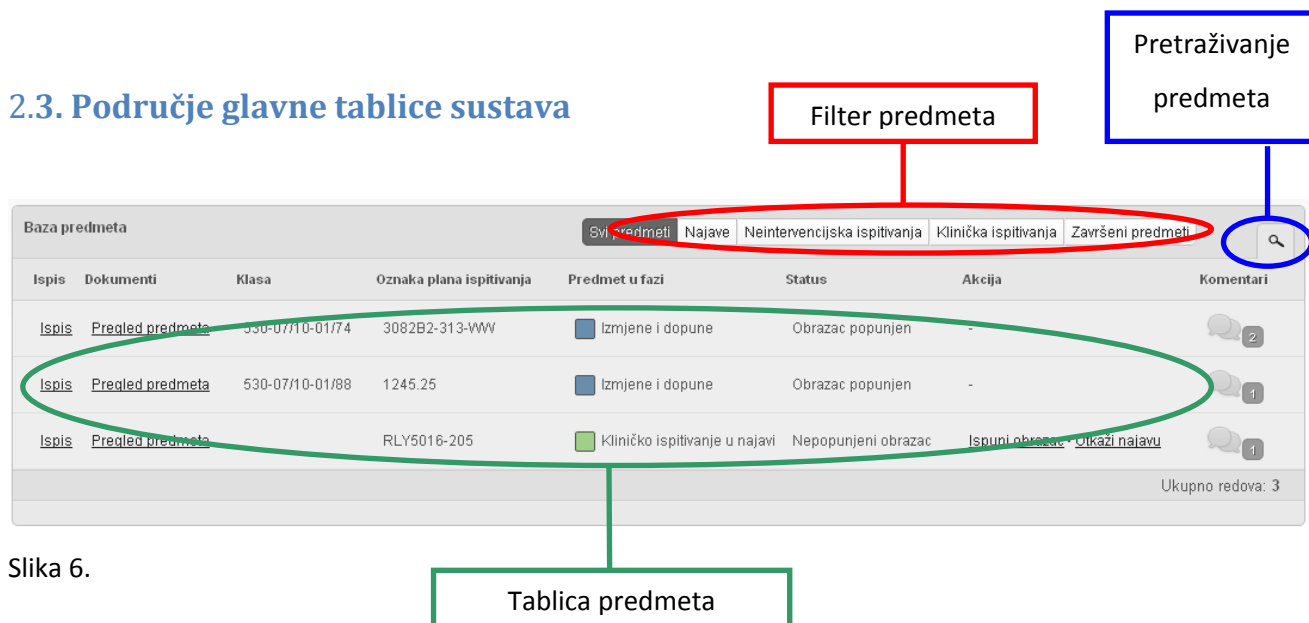 Pretraživanje
predmeta
2.3. Područje glavne tablice sustava
Filter predmeta
Baza predmeta
Svi predmeti Najave Neintervencijska ispitivanja Klinička ispitivanja Završeni predmeti
Ispis Dokumenti Klasa Oznaka plana ispitivanja Predmet u fazi Status Akcija Komentari
Ispis Pregled predmeta 530-07/10-01/74 3082B2-313-WW Izmjene i dopune Obrazac popunjen - 2
Ispis Pregled predmeta 530-07/10-01/88 1245.25 Izmjene i dopune Obrazac popunjen - 1
Ispis Pregled predmeta RLY5016-205 Kliničko ispitivanje u najavi Nepopunjeni obrazac Ispuni obrazac - Otkaži najavu 1
Ukupno redova: 3
Slika 6.
Tablica predmeta